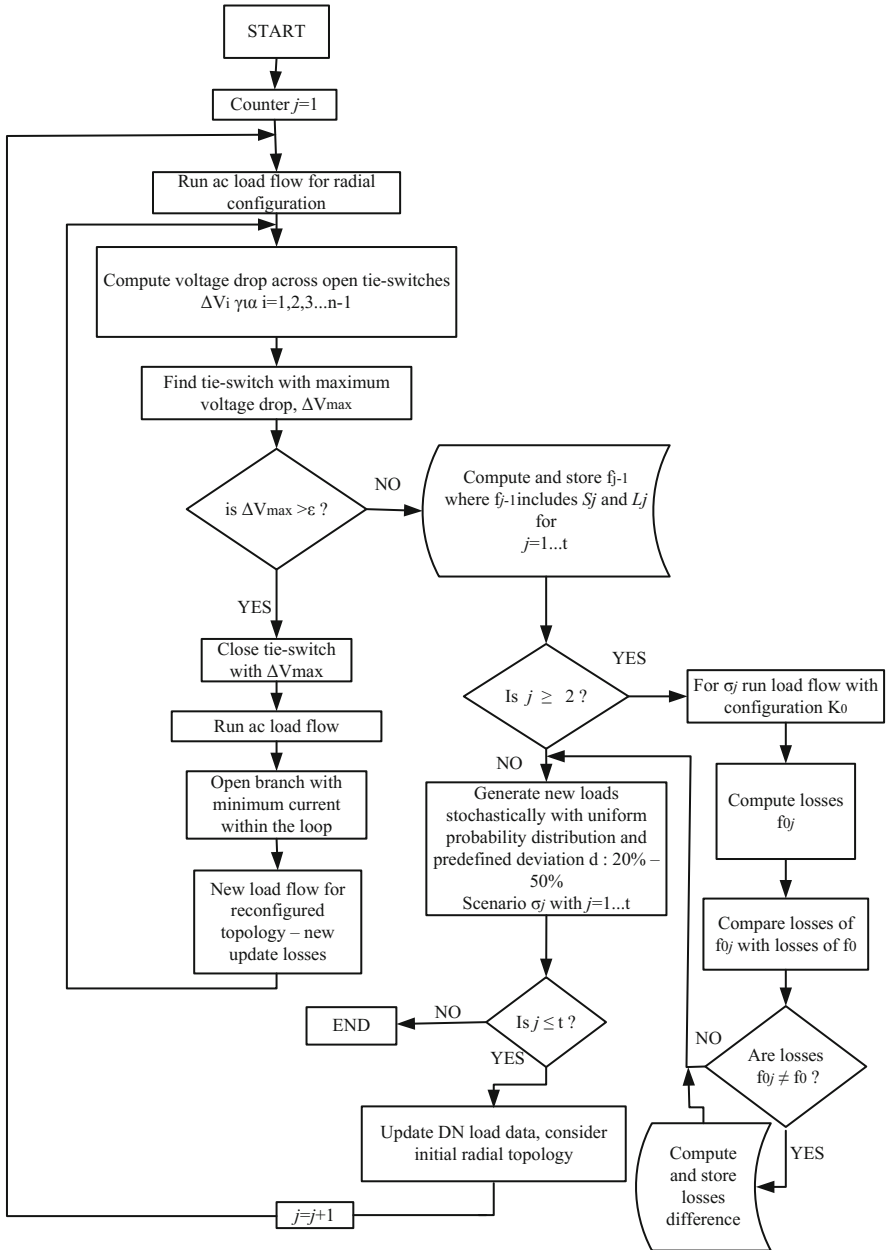 START
Counter j=1
Run ac load flow for radial
configuration
Compute voltage drop across open tie-switches
ΔVi για i=1,2,3...n-1
Find tie-switch with maximum
voltage drop, ΔVmax
is ΔVmax >ε ?
NO
Compute and store fj-1
where fj-1includes Sj and Lj
for
j=1...t
YES
Close tie-switch
with ΔVmax
Run ac load flow
Open branch with
minimum current
within the loop
New load flow for
reconfigured
topology – new
update losses
Is j ≥ 2 ?
YES
For σj run load flow with
configuration K0
NO
Compute losses
f0j
Generate new loads
stochastically with uniform
probability distribution and
predefined deviation d : 20% –
50%
Scenario σj with j=1...t
Compare losses of
f0j with losses of f0
Is j ≤ t ?
NO
END
YES
Are losses
f0j ≠ f0 ?
NO
YES
Compute
and store
losses
difference
Update DN load data, consider
initial radial topology
j=j+1